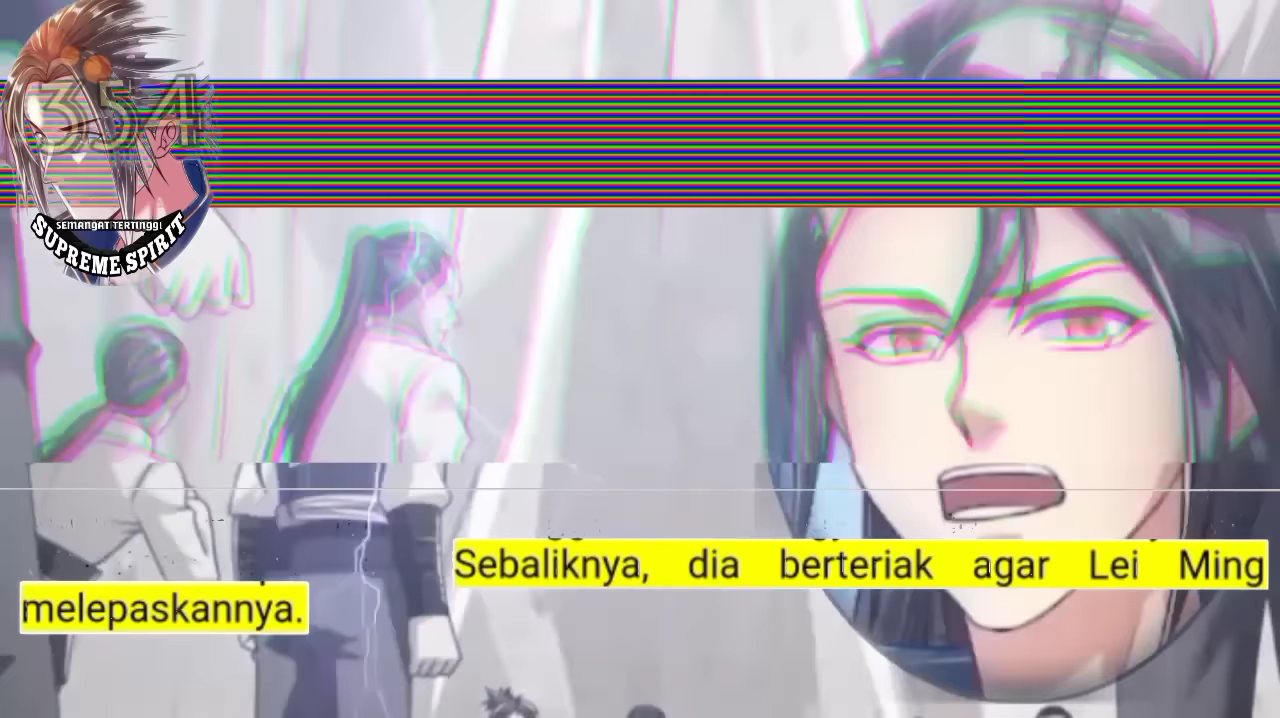 354
SEMANGAT TERTINGGI
SUPREME SPIRIT
Sebaliknya, dia berteriak agar Lei Ming
melepaskannya.